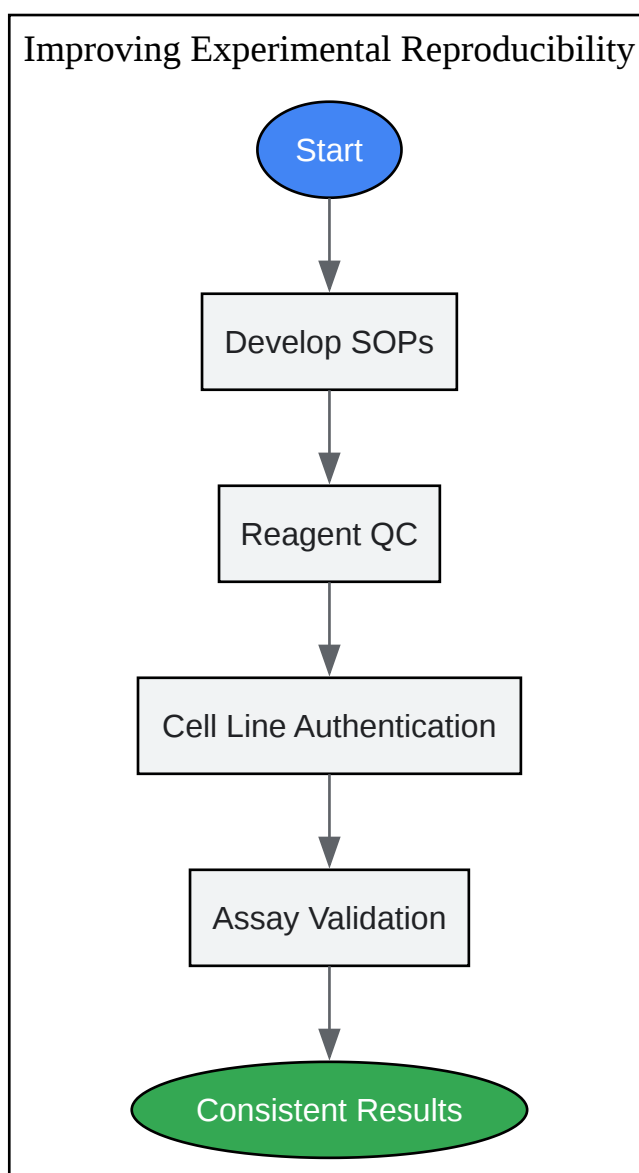 Improving Experimental Reproducibility
Start
Develop SOPs
Reagent QC
Cell Line Authentication
Assay Validation
Consistent Results